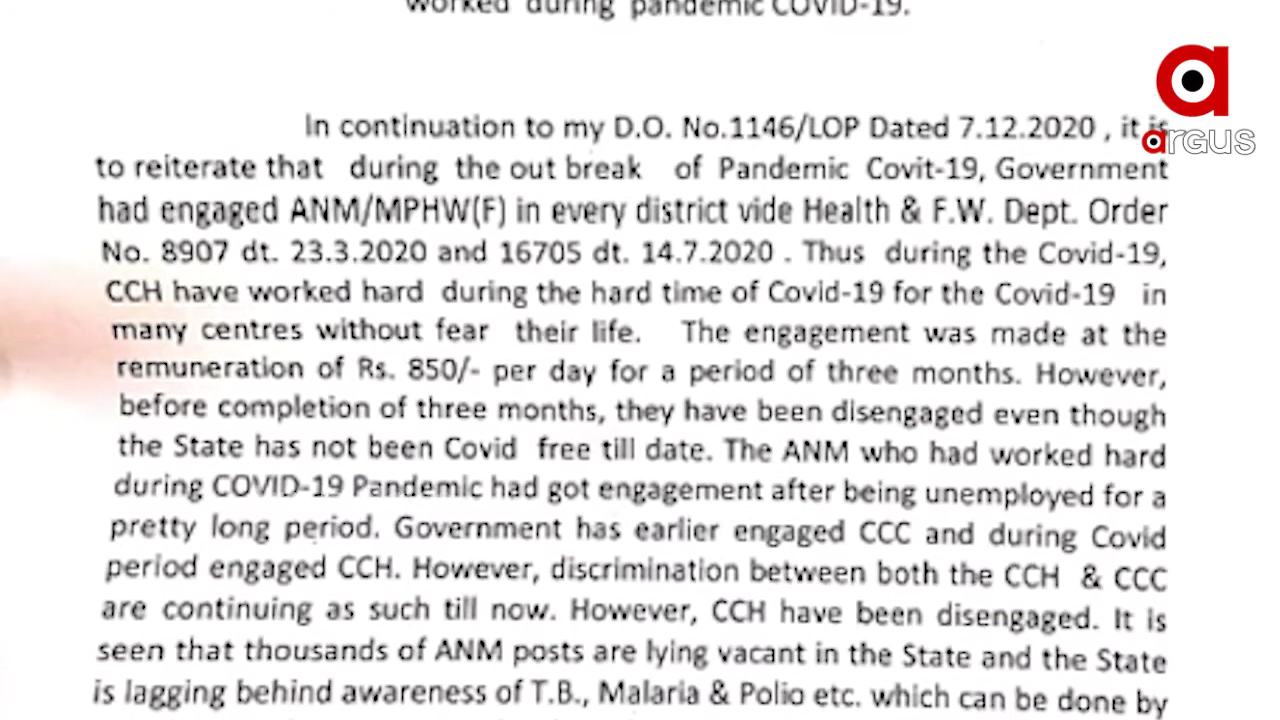 worked during pandemic COVID-19.
In continuation to my D.O. No.1146/LOP Dated 7.12.2020 , it is
to reiterate that during the out break of Pandemic Covit-19, Government
had engaged ANM/MPHW(F) in every district vide Health & F.W. Dept. Order
No. 8907 dt. 23.3.2020 and 16705 dt. 14.7.2020 . Thus during the Covid-19,
CCH have worked hard during the hard time of Covid-19 for the Covid-19 in
many centres without fear their life. The engagement was made at the
remuneration of Rs. 850/- per day for a period of three months. However,
before completion of three months, they have been disengaged even though
the State has not been Covid free till date. The ANM who had worked hard
during COVID-19 Pandemic had got engagement after being unemployed for a
pretty long period. Government has earlier engaged CCC and during Covid
period engaged CCH. However, discrimination between both the CCH & CCC
are continuing as such till now. However, CCH have been disengaged. It is
seen that thousands of ANM posts are lying vacant in the State and the State
is lagging behind awareness of T.B., Malaria & Polio etc. which can be done by
a
argus